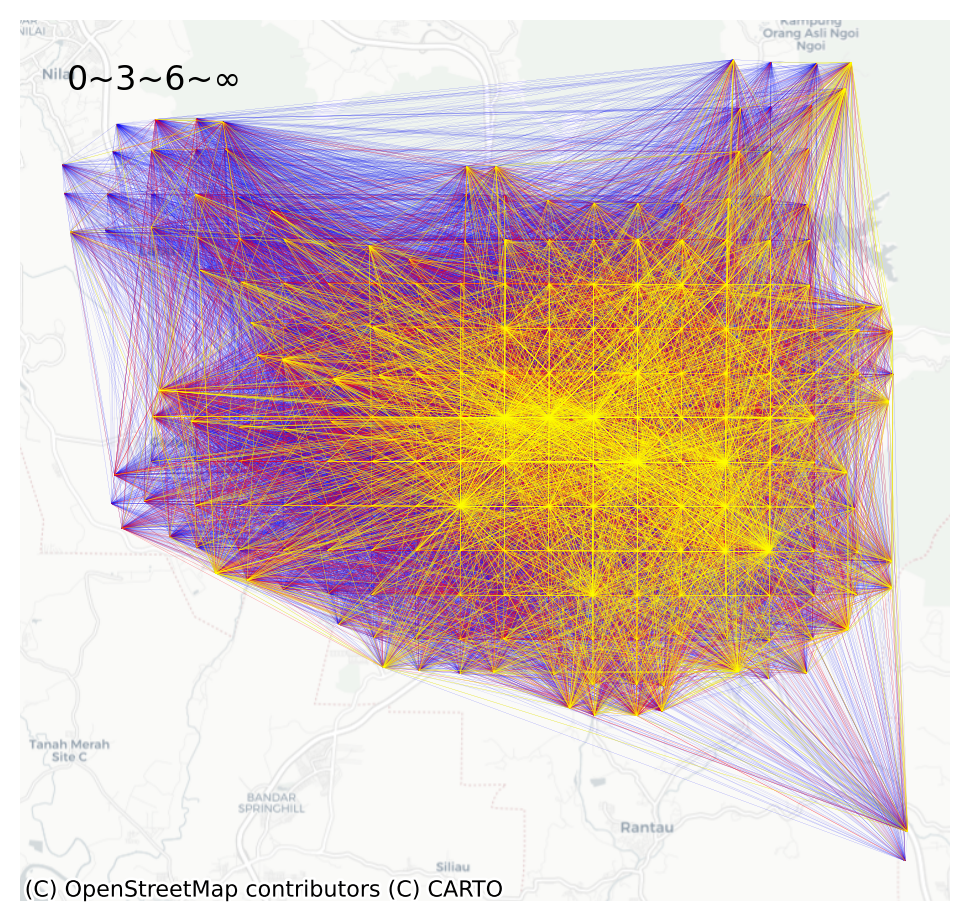 NILAI
Nilai
0~3~6~∞
Kampung
Orang Asli Ngoi
Ngoi
Tanah Merah
Site C
BANDAR
SPRINGHILL
Rantau
Siliau
(C) OpenStreetMap contributors (C) CARTO